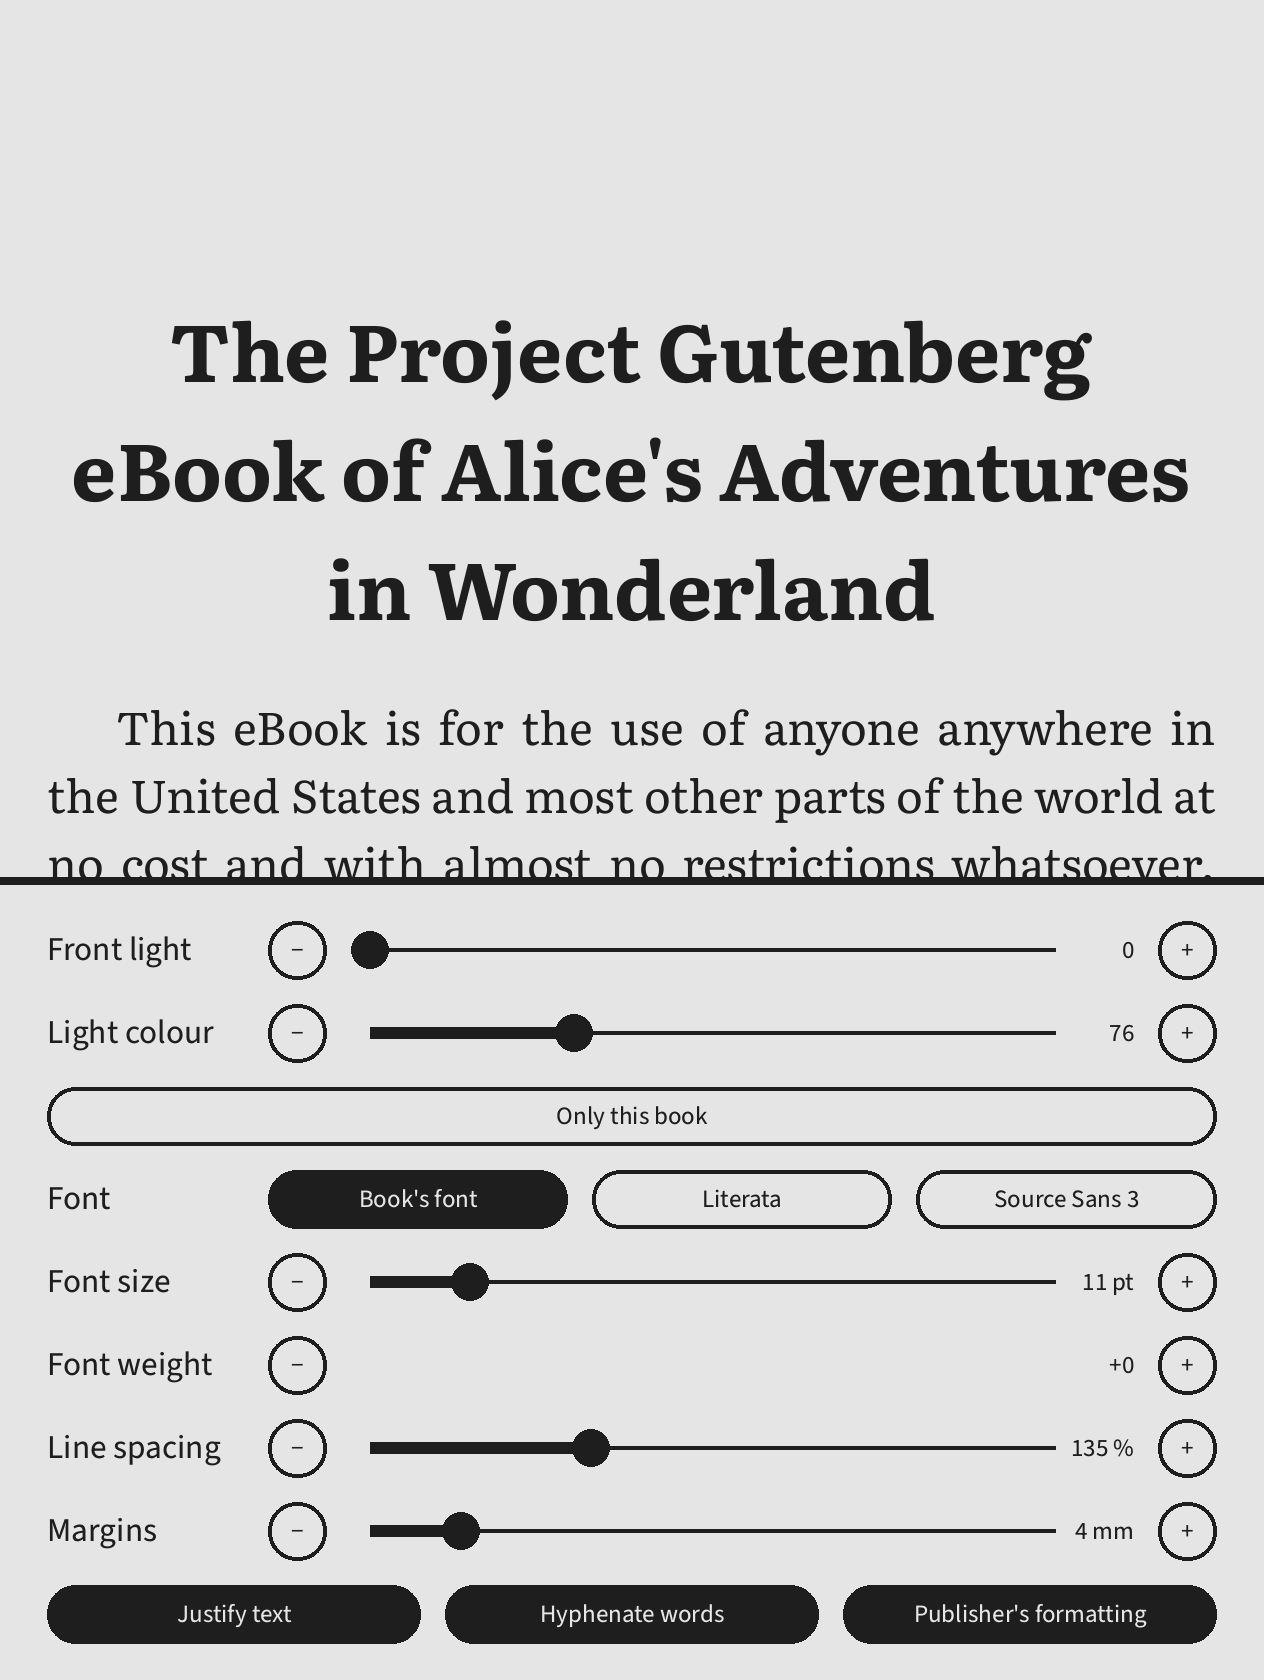 The Project Gutenberg
eBook of Alice's Adventures
in Wonderland
This eBook is for the use of anyone anywhere in
the United States and most other parts of the world at
no cost and with almost no restrictions whatsoever.
Front light − 0 +
Light colour − 76 +
Only this book
Font Book's font Literata Source Sans 3
Font size − 11 pt +
Font weight − +0 +
Line spacing − 135 % +
Margins − 4 mm +
Justify text Hyphenate words Publisher's formatting